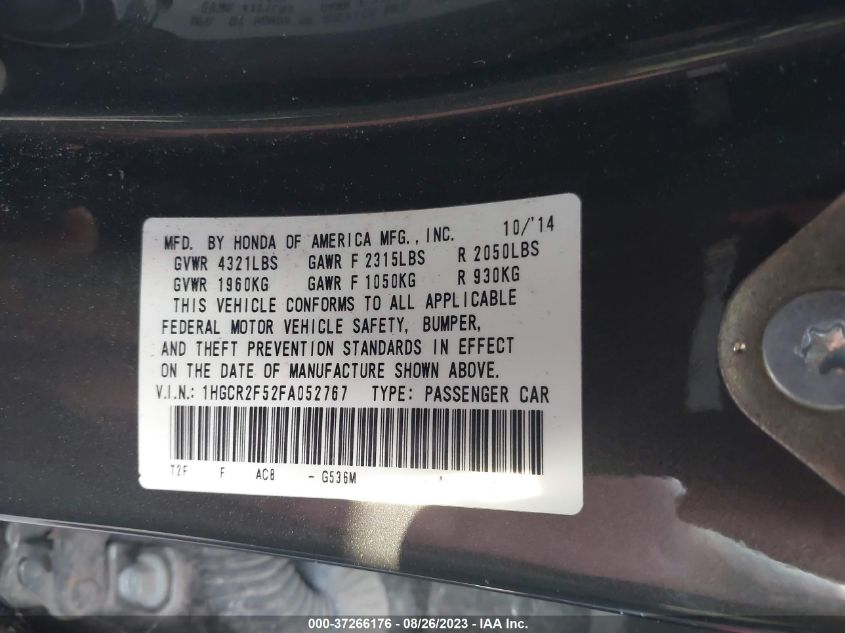 MFD. BY HONDA OF AMERICA MFG., INC. 10/'14
GVWR 4321LBS GAWR F 2315LBS R 2050LBS
GVWR 1960KG GAWR F 1050KG R 930KG
THIS VEHICLE CONFORMS TO ALL APPLICABLE
FEDERAL MOTOR VEHICLE SAFETY, BUMPER,
AND THEFT PREVENTION STANDARDS IN EFFECT
ON THE DATE OF MANUFACTURE SHOWN ABOVE.
V.I.N.: 1HGCR2F52FA052767 TYPE: PASSENGER CAR
T2F F AC8 - G536M
000-37266176 - 08/26/2023 - IAA Inc.